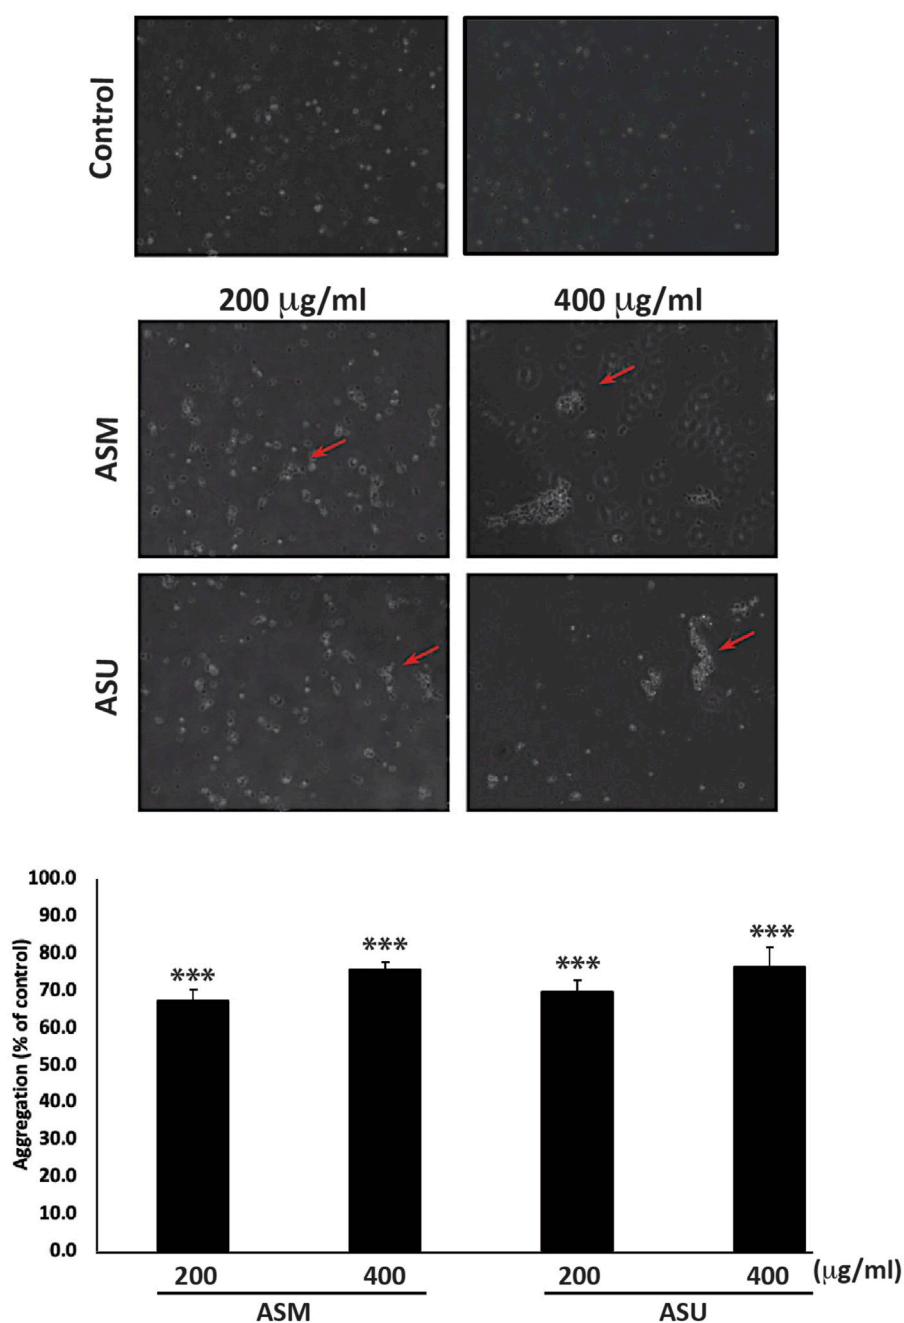 Control
200 μg/ml 400 μg/ml
ASM
ASU
Aggregation (% of control)
100.0
90.0
80.0
70.0
60.0
50.0
40.0
30.0
20.0
10.0
0.0
*** *** *** ***
200 400 200 400 (μg/ml)
ASM ASU